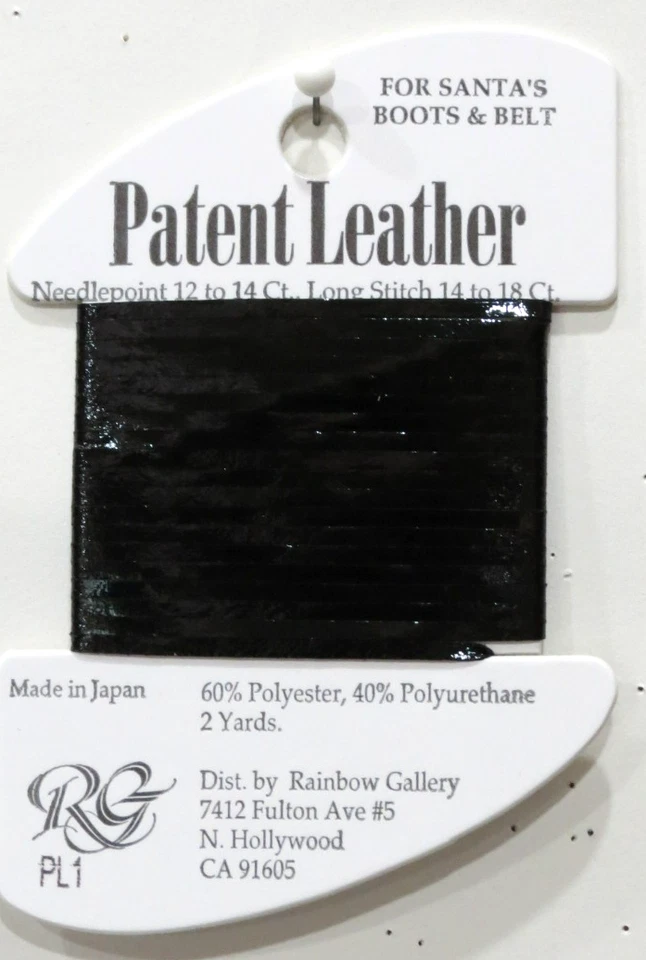 FOR SANTA'S
BOOTS & BELT
Patent Leather
Needlepoint 12 to 14 Ct., Long Stitch 14 to 18 Ct.
Made in Japan
60% Polyester, 40% Polyurethane
2 Yards.
RG
PL1
Dist. by Rainbow Gallery
7412 Fulton Ave #5
N. Hollywood
CA 91605